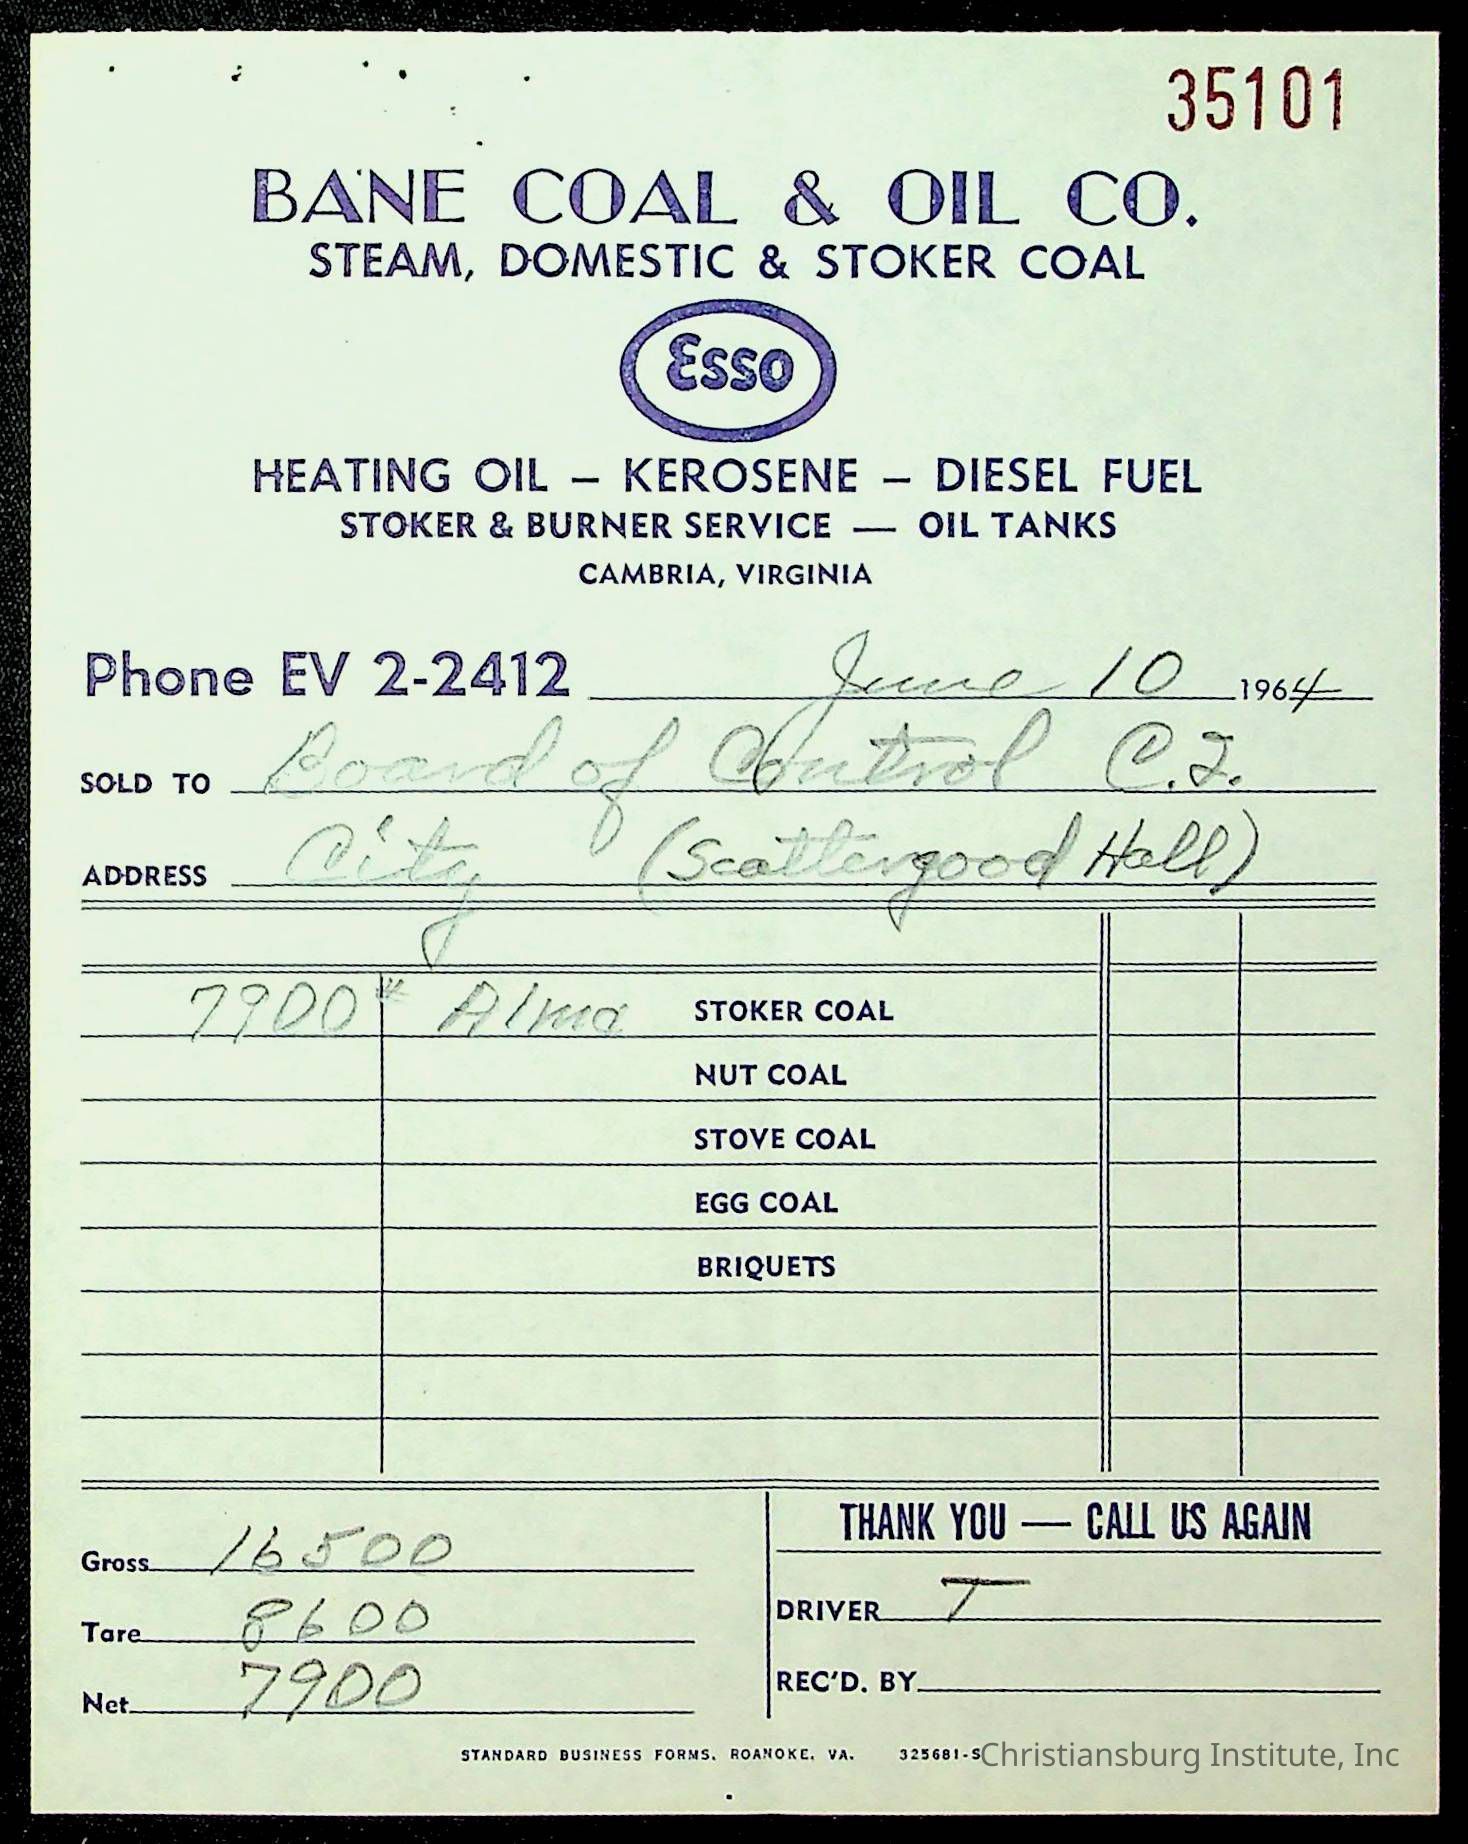 35101
BANE COAL & OIL CO.
STEAM, DOMESTIC & STOKER COAL
Esso
HEATING OIL – KEROSENE – DIESEL FUEL
STOKER & BURNER SERVICE — OIL TANKS
CAMBRIA, VIRGINIA
Phone EV 2-2412 June 10 1964
SOLD TO Board of Control C.I.
ADDRESS City (Scattergood Hall)
7900# Alma STOKER COAL
NUT COAL
STOVE COAL
EGG COAL
BRIQUETS
THANK YOU — CALL US AGAIN
Gross 16500
Tare 8600
Net 7900
DRIVER T
REC'D. BY
STANDARD BUSINESS FORMS, ROANOKE, VA. 325681-S
Christiansburg Institute, Inc